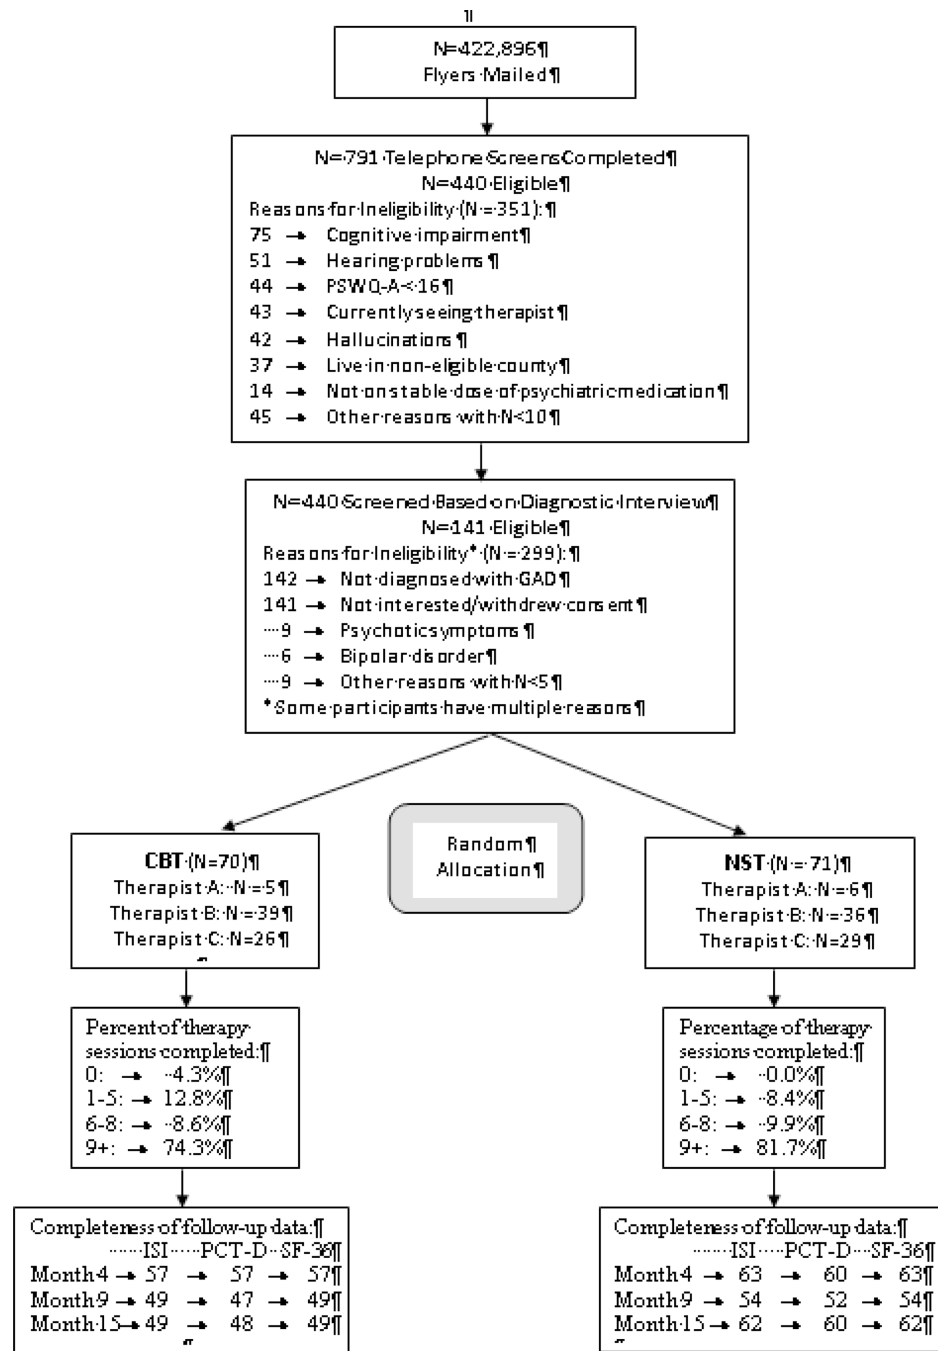 ¶
N=422,896¶
Flyers·Mailed¶
N=·791·Telephone·Screens·Completed¶
N=·440·Eligible¶
Reasons·for·Ineligibility·(N·=··351):·¶
75 → Cognitive·impairment¶
51 → Hearing·problems·¶
44 → PSWQ-A·<·16¶
43 → Currently·seeing·therapist¶
42 → Hallucinations¶
37 → Live·in·non-eligible·county¶
14 → Not·on·stable·dose·of·psychiatric·medication¶
45 → Other·reasons·with·N<10¶
N=·440·Screened·Based·on·Diagnostic·Interview¶
N=·141·Eligible¶
Reasons·for·Ineligibility*·(N·=··299):·¶
142 → Not·diagnosed·with·GAD¶
141 → Not·interested/withdrew·consent¶
····9 → Psychotic·symptoms·¶
····6 → Bipolar·disorder¶
····9 → Other·reasons·with·N<5¶
*·Some·participants·have·multiple·reasons¶
Random¶
Allocation·¶
CBT·(N=70)¶
Therapist·A:··N·=5¶
Therapist·B:·N·=39¶
Therapist·C:·N=26¶
¶
NST·(N·=··71)¶
Therapist·A:·N·=·6¶
Therapist·B:·N·=·36¶
Therapist·C:·N=29¶
Percent·of·therapy·
sessions·completed:¶
0: → ··4.3%¶
1-5: → 12.8%¶
6-8: → ··8.6%¶
9+: → 74.3%¶
Percentage·of·therapy·
sessions·completed:¶
0: → ··0.0%¶
1-5: → ··8.4%¶
6-8: → ··9.9%¶
9+: → 81.7%¶
Completeness·of·follow-up·data:¶
·······ISI·····PCT-D···SF-36¶
Month·4 → 57 → 57 → 57¶
Month·9 → 49 → 47 → 49¶
Month·15 → 49 → 48 → 49¶
¶
Completeness·of·follow-up·data:¶
·······ISI·····PCT-D···SF-36¶
Month·4 → 63 → 60 → 63¶
Month·9 → 54 → 52 → 54¶
Month·15 → 62 → 60 → 62¶
¶